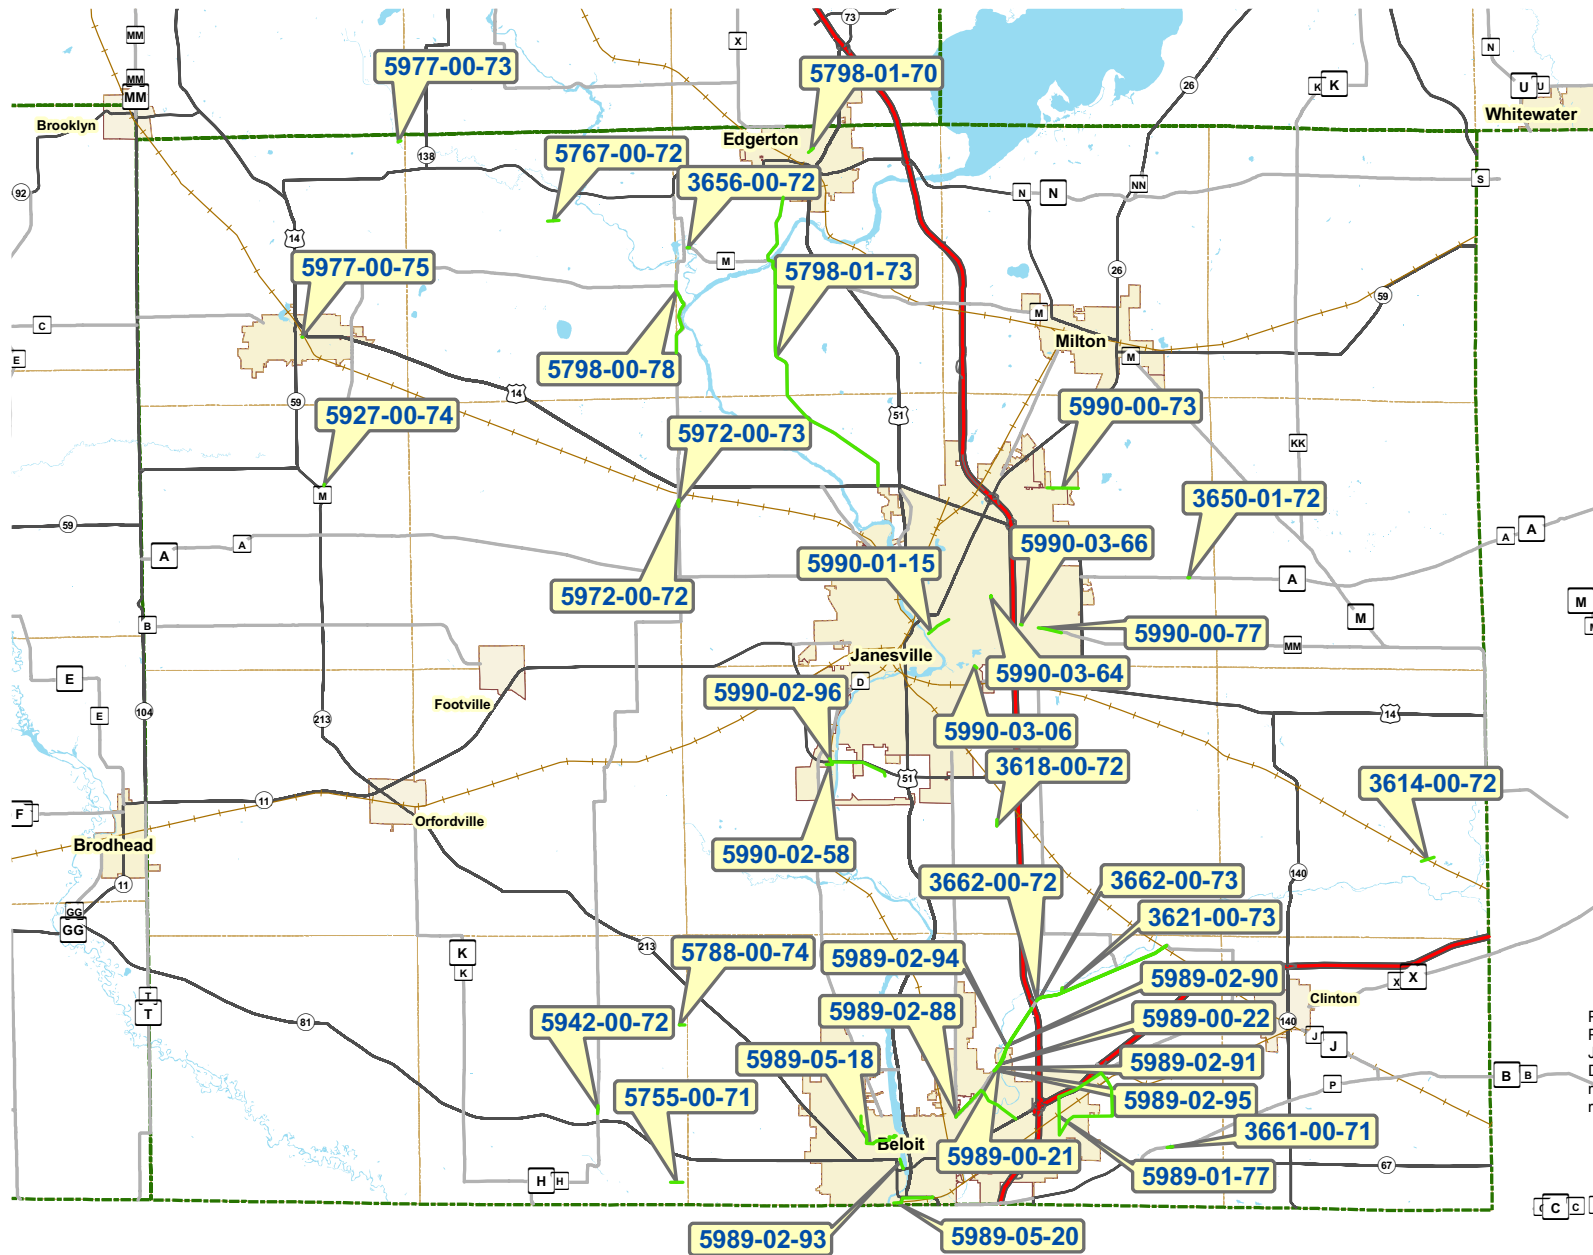 73
MM
X
N
5977-00-73
5798-01-70
MM
26
K
K
U
U
MM
Whitewater
Brooklyn
Edgerton
138
5767-00-72
3656-00-72
92
N
N
NN
S
14
M
5977-00-75
5798-01-73
26
59
C
M
E
Milton
M
5798-00-78
14
59
5927-00-74
51
5990-00-73
5972-00-73
KK
M
3650-01-72
59
A
A
A
A
5990-03-66
5990-01-15
A
5972-00-72
M
M
B
5990-00-77
MM
Janesville
E
5990-03-64
D
5990-02-96
Footville
104
E
213
14
5990-03-06
3618-00-72
51
3614-00-72
11
F
Orfordville
Brodhead
5990-02-58
140
11
3662-00-72
3662-00-73
GG
3621-00-73
GG
213
K
5788-00-74
5989-02-94
K
5989-02-90
X
X
T
5989-02-88
Clinton
T
5942-00-72
5989-00-22
81
140
J
J
5989-05-18
5989-02-91
B
B
P
5755-00-71
5989-02-95
3661-00-71
Beloit
5989-00-21
67
5989-01-77
H
H
C
C
5989-02-93
5989-05-20